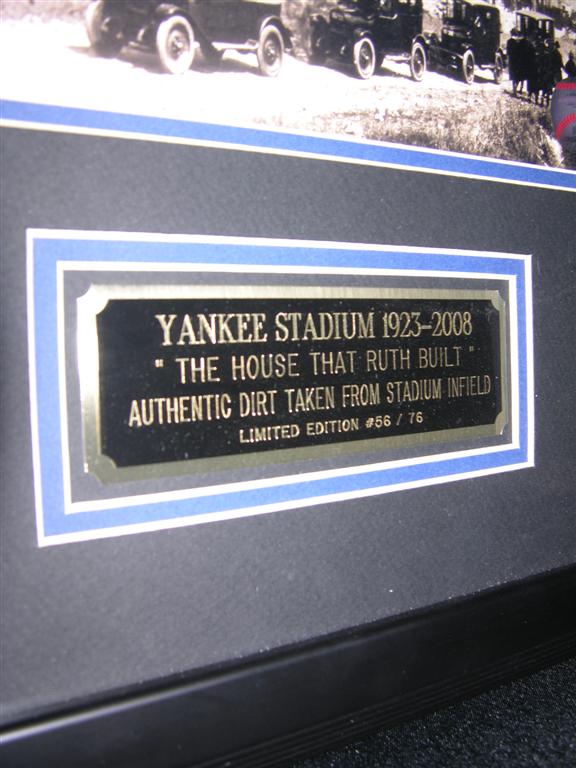 YANKEE STADIUM 1923-2008
" THE HOUSE THAT RUTH BUILT "
AUTHENTIC DIRT TAKEN FROM STADIUM INFIELD
LIMITED EDITION #56 / 76